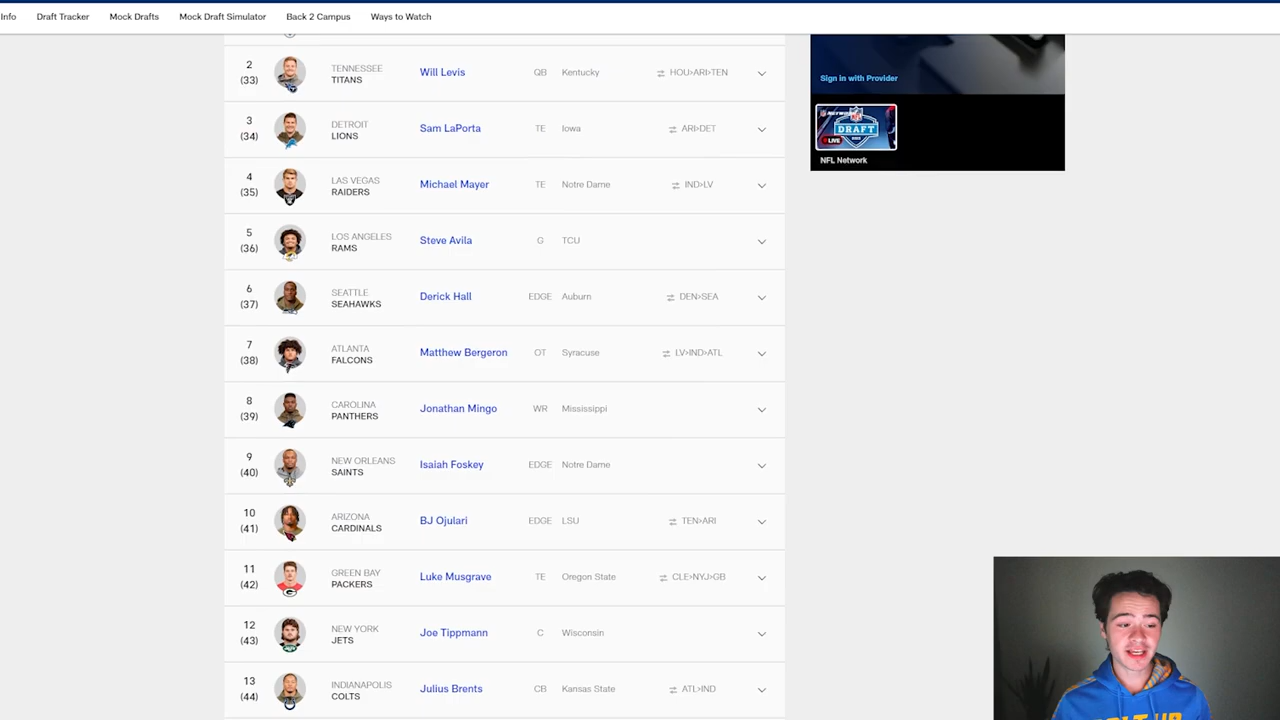 Info Draft Tracker Mock Drafts Mock Draft Simulator Back 2 Campus Ways to Watch
2
(33)
TENNESSEE
TITANS
Will Levis QB Kentucky HOU>ARI>TEN
3
(34)
DETROIT
LIONS
Sam LaPorta TE Iowa ARI>DET
4
(35)
LAS VEGAS
RAIDERS
Michael Mayer TE Notre Dame IND>LV
5
(36)
LOS ANGELES
RAMS
Steve Avila G TCU
6
(37)
SEATTLE
SEAHAWKS
Derick Hall EDGE Auburn DEN>SEA
7
(38)
ATLANTA
FALCONS
Matthew Bergeron OT Syracuse LV>IND>ATL
8
(39)
CAROLINA
PANTHERS
Jonathan Mingo WR Mississippi
9
(40)
NEW ORLEANS
SAINTS
Isaiah Foskey EDGE Notre Dame
10
(41)
ARIZONA
CARDINALS
BJ Ojulari EDGE LSU TEN>ARI
11
(42)
GREEN BAY
PACKERS
Luke Musgrave TE Oregon State CLE>NYJ>GB
12
(43)
NEW YORK
JETS
Joe Tippmann C Wisconsin
13
(44)
INDIANAPOLIS
COLTS
Julius Brents CB Kansas State ATL>IND
Sign in with Provider
DRAFT
LIVE
NFL Network